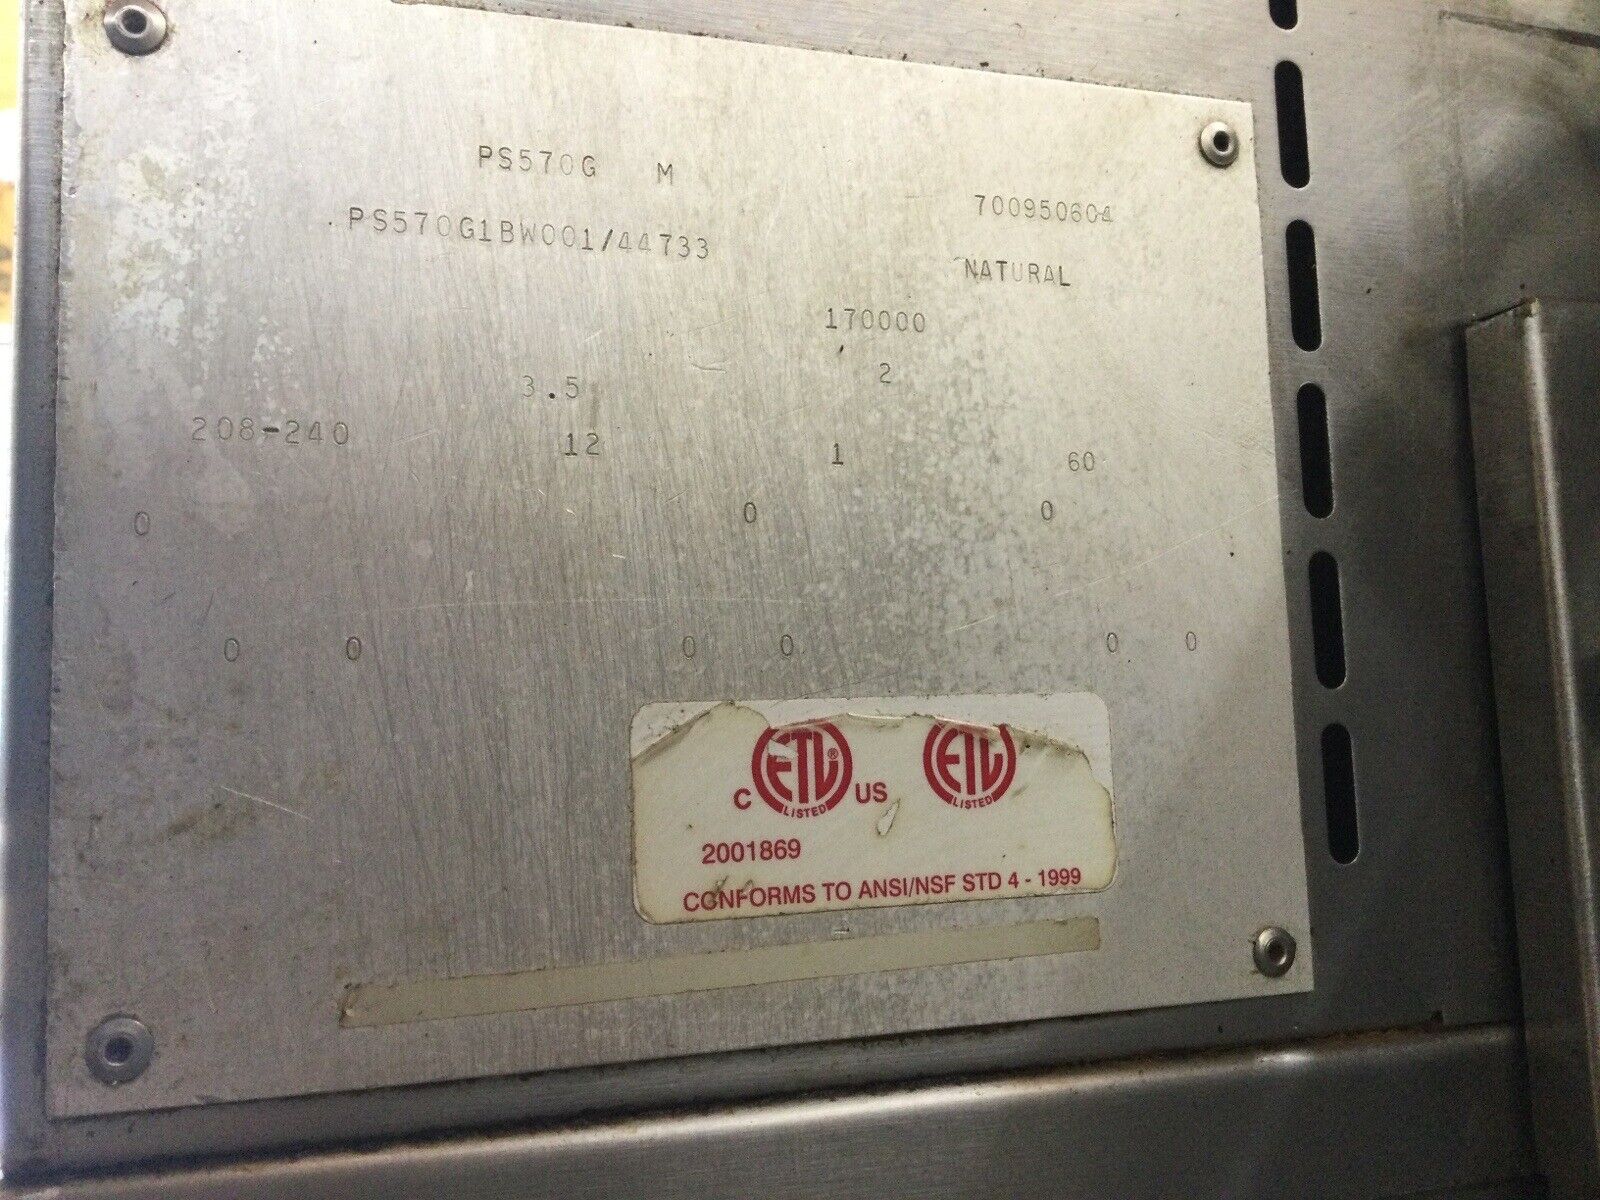 PS570G M
700950604
PS570G1BW001/44733
NATURAL
170000
3.5 2
208-240 12 1 60
0 0 0
0 0 0 0 0 0
C ETL® US ETL
LISTED LISTED
2001869
CONFORMS TO ANSI/NSF STD 4 - 1999